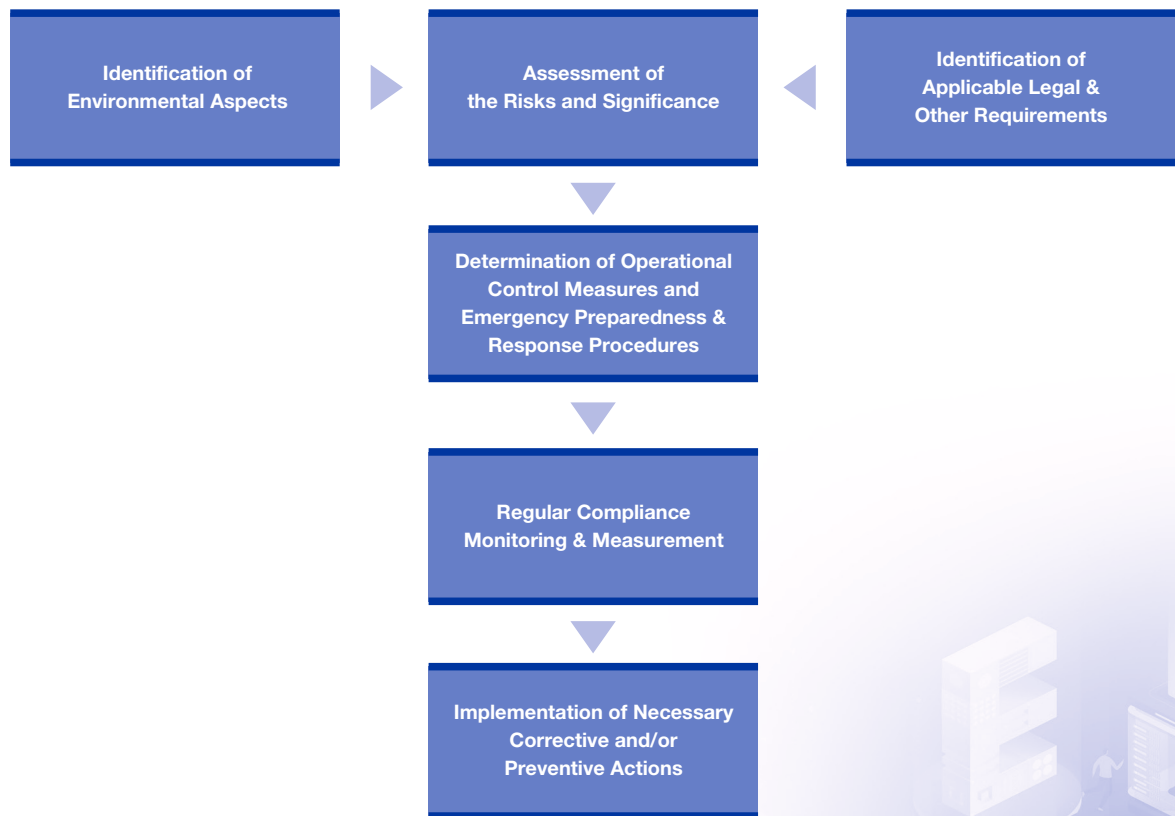 Identification of
Environmental Aspects
Assessment of
the Risks and Significance
Identification of
Applicable Legal &
Other Requirements
Determination of Operational
Control Measures and
Emergency Preparedness &
Response Procedures
Regular Compliance
Monitoring & Measurement
Implementation of Necessary
Corrective and/or
Preventive Actions
E